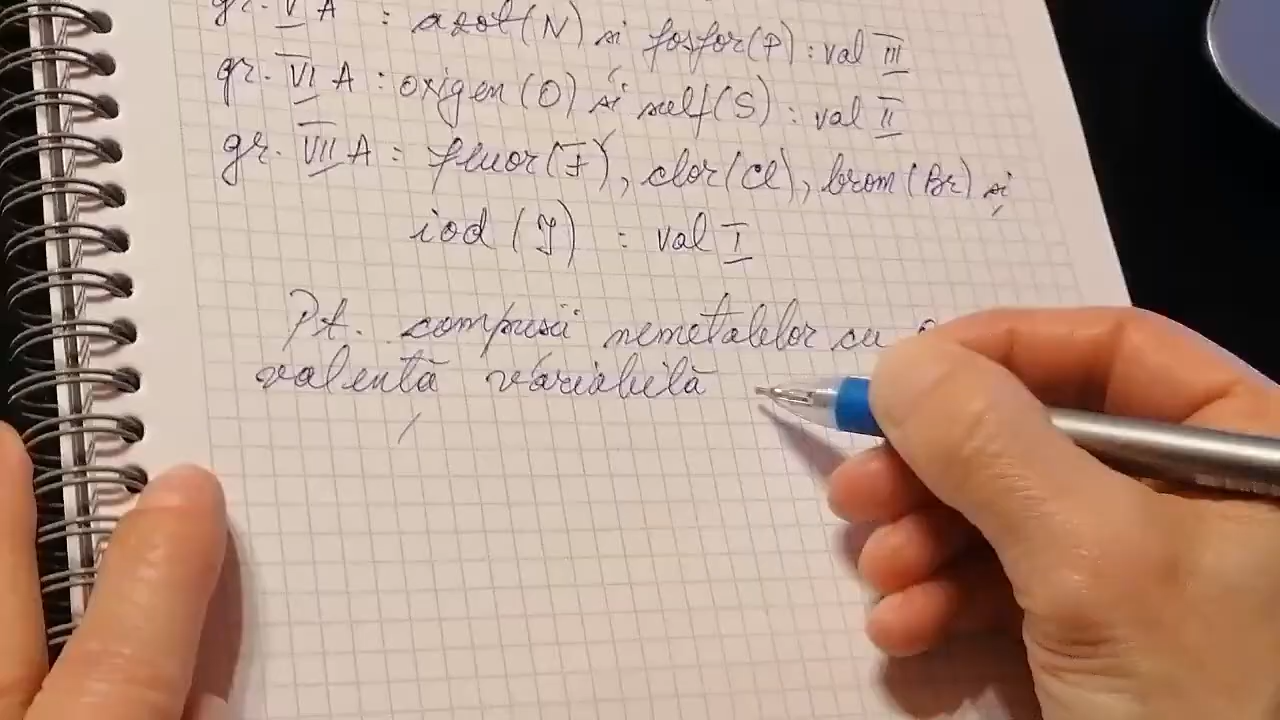 gr. V A : azot (N) și fosfor (P) : val III
gr. VI A : oxigen (O) și sulf (S) : val II
gr. VII A : fluor (F), clor (Cl), brom (Br) și
iod (I) : val I
Pt. compușii nemetalelor cu
valență variabilă